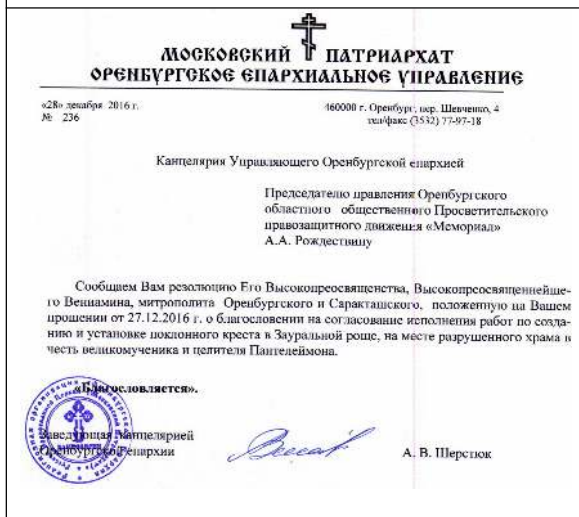 МОСКОВСКИЙ ПАТРИАРХАТ
ОРЕНБУРГСКОЕ ЕПАРХИАЛЬНОЕ УПРАВЛЕНИЕ
«28» декабря 2016 г.
№ 236
460000 г. Оренбург, пер. Шевченко, 4
тел/факс (3532) 77-97-18
Канцелярия Управляющего Оренбургской епархией
Председателю правления Оренбургского
областного общественного Просветительского
правозащитного движения «Мемориал»
А.А. Рождествину
Сообщаем Вам резолюцию Его Высокопреосвященства, Высокопреосвященнейше-
го Вениамина, митрополита Оренбургского и Саракташского, положенную на Вашем
прошении от 27.12.2016 г. о благословении на согласование исполнения работ по созда-
нию и установке поклонного креста в Зауральной роще, на месте разрушенного храма в
честь великомученика и целителя Пантелеймона.
«Благословляется».
Заведующая Канцелярией
Оренбургской епархии
А. В. Шерстюк